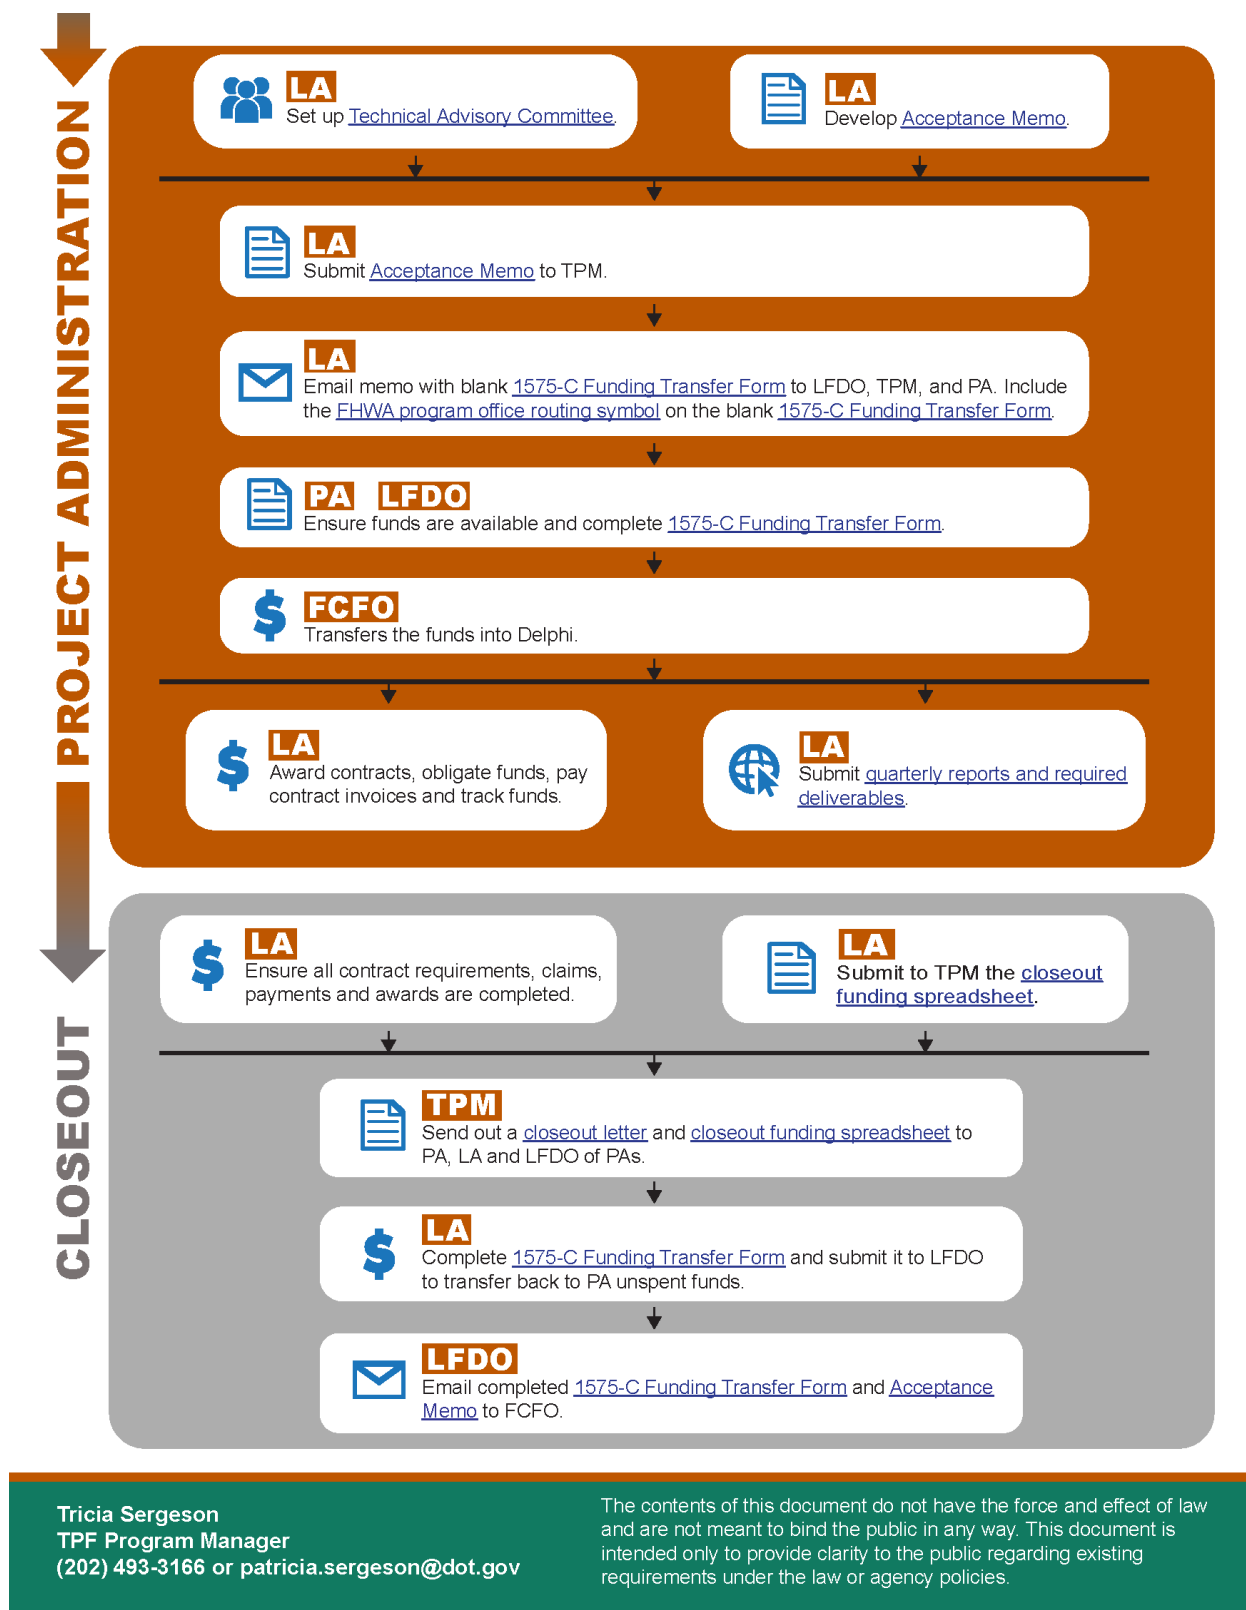 PROJECT ADMINISTRATION
LA
Set up Technical Advisory Committee.
LA
Develop Acceptance Memo.
LA
Submit Acceptance Memo to TPM.
LA
Email memo with blank 1575-C Funding Transfer Form to LFDO, TPM, and PA. Include
the FHWA program office routing symbol on the blank 1575-C Funding Transfer Form.
PA LFDO
Ensure funds are available and complete 1575-C Funding Transfer Form.
FCFO
Transfers the funds into Delphi.
LA
Award contracts, obligate funds, pay
contract invoices and track funds.
LA
Submit quarterly reports and required
deliverables.
CLOSEOUT
LA
Ensure all contract requirements, claims,
payments and awards are completed.
LA
Submit to TPM the closeout
funding spreadsheet.
TPM
Send out a closeout letter and closeout funding spreadsheet to
PA, LA and LFDO of PAs.
LA
Complete 1575-C Funding Transfer Form and submit it to LFDO
to transfer back to PA unspent funds.
LFDO
Email completed 1575-C Funding Transfer Form and Acceptance
Memo to FCFO.
Tricia Sergeson
TPF Program Manager
(202) 493-3166 or patricia.sergeson@dot.gov
The contents of this document do not have the force and effect of law
and are not meant to bind the public in any way. This document is
intended only to provide clarity to the public regarding existing
requirements under the law or agency policies.